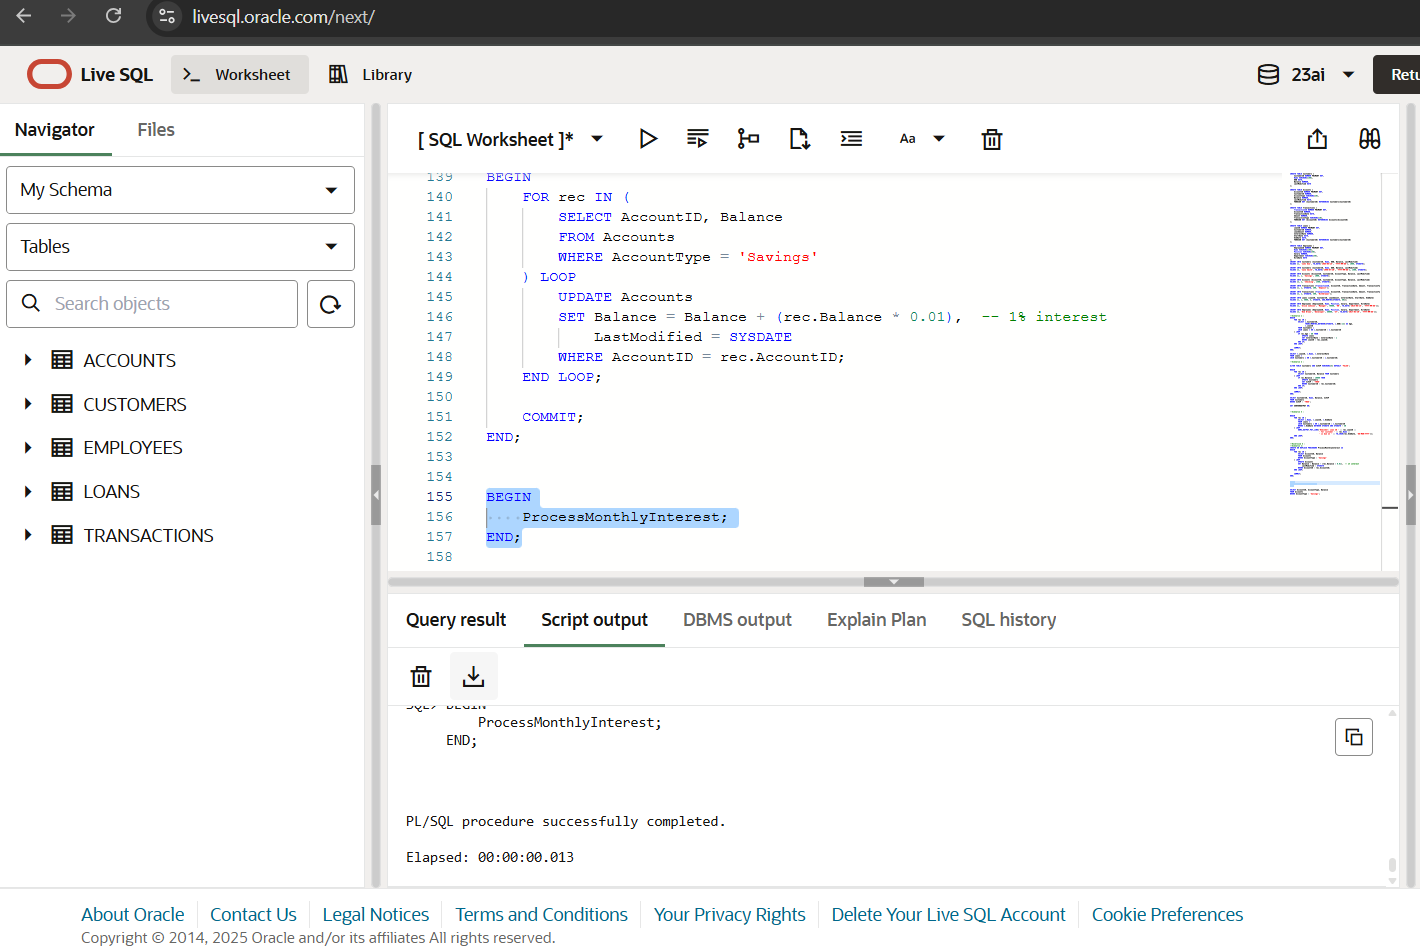 livesql.oracle.com/next/
Live SQL
Worksheet
Library
23ai
Retu
Navigator
Files
My Schema
Tables
Search objects
ACCOUNTS
CUSTOMERS
EMPLOYEES
LOANS
TRANSACTIONS
[ SQL Worksheet ]*
Aa
139 BEGIN
140 FOR rec IN (
141 SELECT AccountID, Balance
142 FROM Accounts
143 WHERE AccountType = 'Savings'
144 ) LOOP
145 UPDATE Accounts
146 SET Balance = Balance + (rec.Balance * 0.01), -- 1% interest
147 LastModified = SYSDATE
148 WHERE AccountID = rec.AccountID;
149 END LOOP;
150
151 COMMIT;
152 END;
153
154
155 BEGIN
156 ProcessMonthlyInterest;
157 END;
158
Query result
Script output
DBMS output
Explain Plan
SQL history
SQL> BEGIN
ProcessMonthlyInterest;
END;
PL/SQL procedure successfully completed.
Elapsed: 00:00:00.013
About Oracle
Contact Us
Legal Notices
Terms and Conditions
Your Privacy Rights
Delete Your Live SQL Account
Cookie Preferences
Copyright © 2014, 2025 Oracle and/or its affiliates All rights reserved.